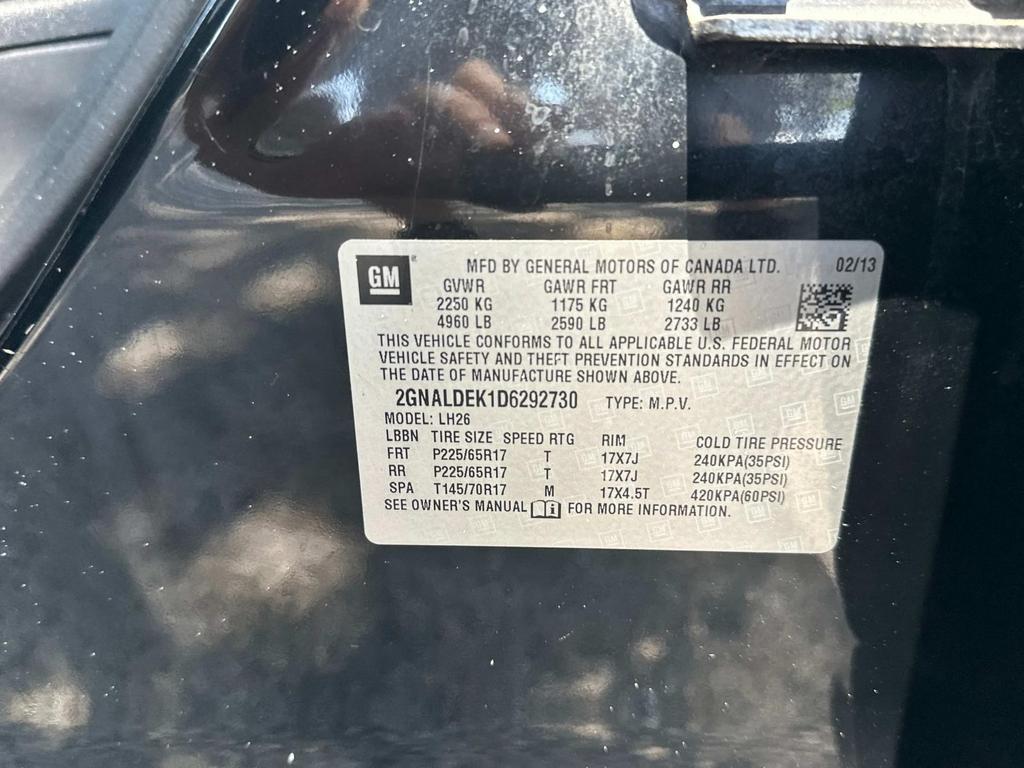 GM
MFD BY GENERAL MOTORS OF CANADA LTD. 02/13
GVWR GAWR FRT GAWR RR
2250 KG 1175 KG 1240 KG
4960 LB 2590 LB 2733 LB
THIS VEHICLE CONFORMS TO ALL APPLICABLE U.S. FEDERAL MOTOR
VEHICLE SAFETY AND THEFT PREVENTION STANDARDS IN EFFECT ON
THE DATE OF MANUFACTURE SHOWN ABOVE.
2GNALDEK1D6292730 TYPE: M.P.V.
MODEL: LH26
LBBN TIRE SIZE SPEED RTG RIM COLD TIRE PRESSURE
FRT P225/65R17 T 17X7J 240KPA(35PSI)
RR P225/65R17 T 17X7J 240KPA(35PSI)
SPA T145/70R17 M 17X4.5T 420KPA(60PSI)
SEE OWNER'S MANUAL FOR MORE INFORMATION.